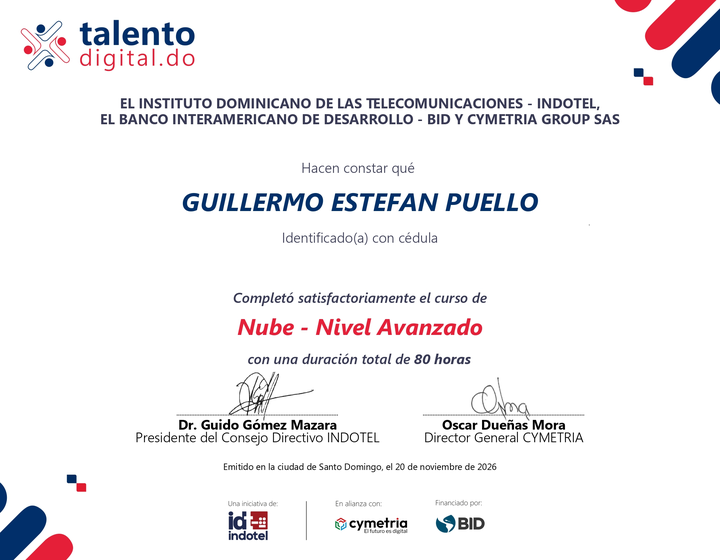 talento
digital.do
EL INSTITUTO DOMINICANO DE LAS TELECOMUNICACIONES - INDOTEL,
EL BANCO INTERAMERICANO DE DESARROLLO - BID Y CYMETRIA GROUP SAS
Hacen constar qué
GUILLERMO ESTEFAN PUELLO
Identificado(a) con cédula
Completó satisfactoriamente el curso de
Nube - Nivel Avanzado
con una duración total de 80 horas
Dr. Guido Gómez Mazara
Presidente del Consejo Directivo INDOTEL
Oscar Dueñas Mora
Director General CYMETRIA
Emitido en la ciudad de Santo Domingo, el 20 de noviembre de 2026
Una iniciativa de:
id
indotel
En alianza con:
cymetria
El futuro es digital
Financiado por:
BID